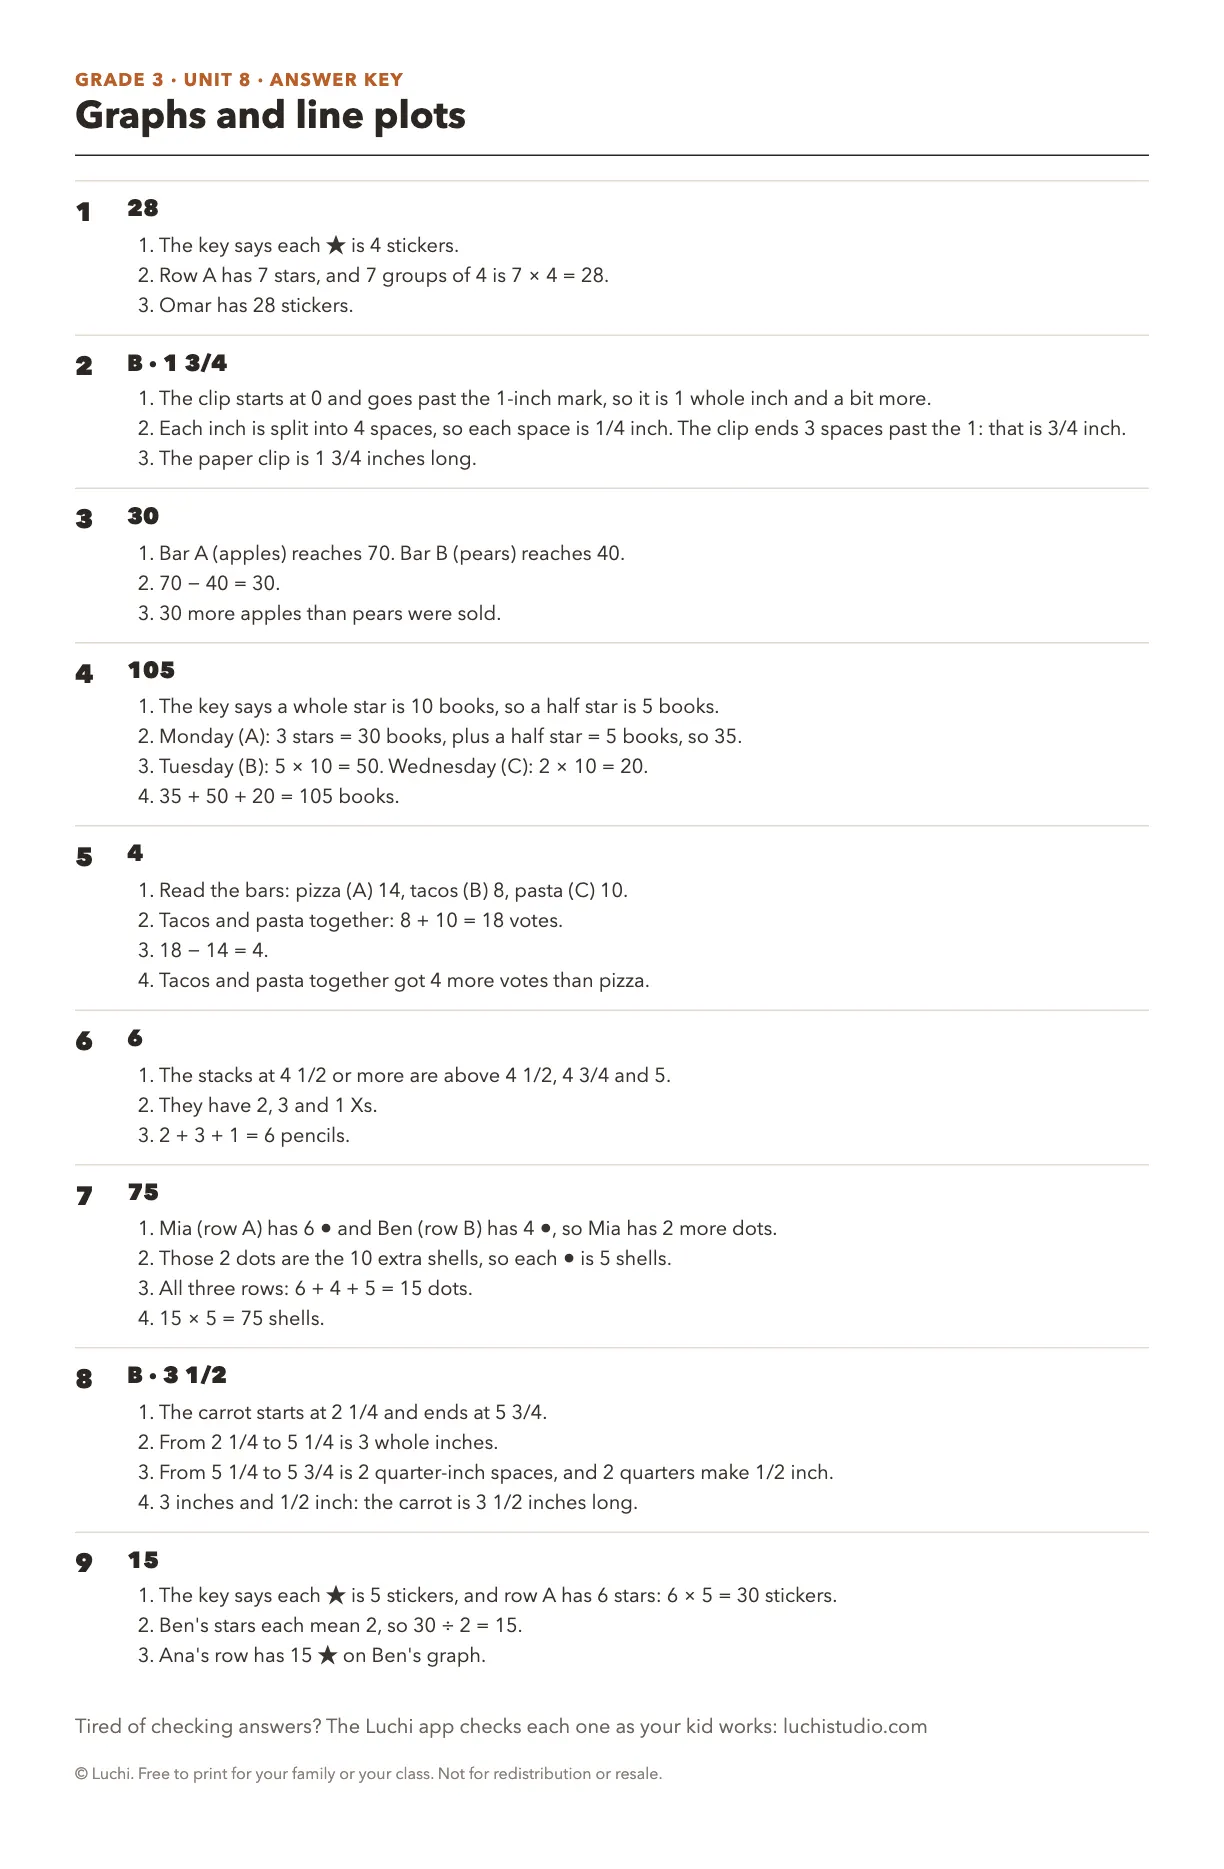 GRADE 3 · UNIT 8 · ANSWER KEY
Graphs and line plots
1 28
1. The key says each ★ is 4 stickers.
2. Row A has 7 stars, and 7 groups of 4 is 7 × 4 = 28.
3. Omar has 28 stickers.
2 B · 1 3/4
1. The clip starts at 0 and goes past the 1-inch mark, so it is 1 whole inch and a bit more.
2. Each inch is split into 4 spaces, so each space is 1/4 inch. The clip ends 3 spaces past the 1: that is 3/4 inch.
3. The paper clip is 1 3/4 inches long.
3 30
1. Bar A (apples) reaches 70. Bar B (pears) reaches 40.
2. 70 − 40 = 30.
3. 30 more apples than pears were sold.
4 105
1. The key says a whole star is 10 books, so a half star is 5 books.
2. Monday (A): 3 stars = 30 books, plus a half star = 5 books, so 35.
3. Tuesday (B): 5 × 10 = 50. Wednesday (C): 2 × 10 = 20.
4. 35 + 50 + 20 = 105 books.
5 4
1. Read the bars: pizza (A) 14, tacos (B) 8, pasta (C) 10.
2. Tacos and pasta together: 8 + 10 = 18 votes.
3. 18 − 14 = 4.
4. Tacos and pasta together got 4 more votes than pizza.
6 6
1. The stacks at 4 1/2 or more are above 4 1/2, 4 3/4 and 5.
2. They have 2, 3 and 1 Xs.
3. 2 + 3 + 1 = 6 pencils.
7 75
1. Mia (row A) has 6 ● and Ben (row B) has 4 ●, so Mia has 2 more dots.
2. Those 2 dots are the 10 extra shells, so each ● is 5 shells.
3. All three rows: 6 + 4 + 5 = 15 dots.
4. 15 × 5 = 75 shells.
8 B · 3 1/2
1. The carrot starts at 2 1/4 and ends at 5 3/4.
2. From 2 1/4 to 5 1/4 is 3 whole inches.
3. From 5 1/4 to 5 3/4 is 2 quarter-inch spaces, and 2 quarters make 1/2 inch.
4. 3 inches and 1/2 inch: the carrot is 3 1/2 inches long.
9 15
1. The key says each ★ is 5 stickers, and row A has 6 stars: 6 × 5 = 30 stickers.
2. Ben's stars each mean 2, so 30 ÷ 2 = 15.
3. Ana's row has 15 ★ on Ben's graph.
Tired of checking answers? The Luchi app checks each one as your kid works: luchistudio.com
© Luchi. Free to print for your family or your class. Not for redistribution or resale.